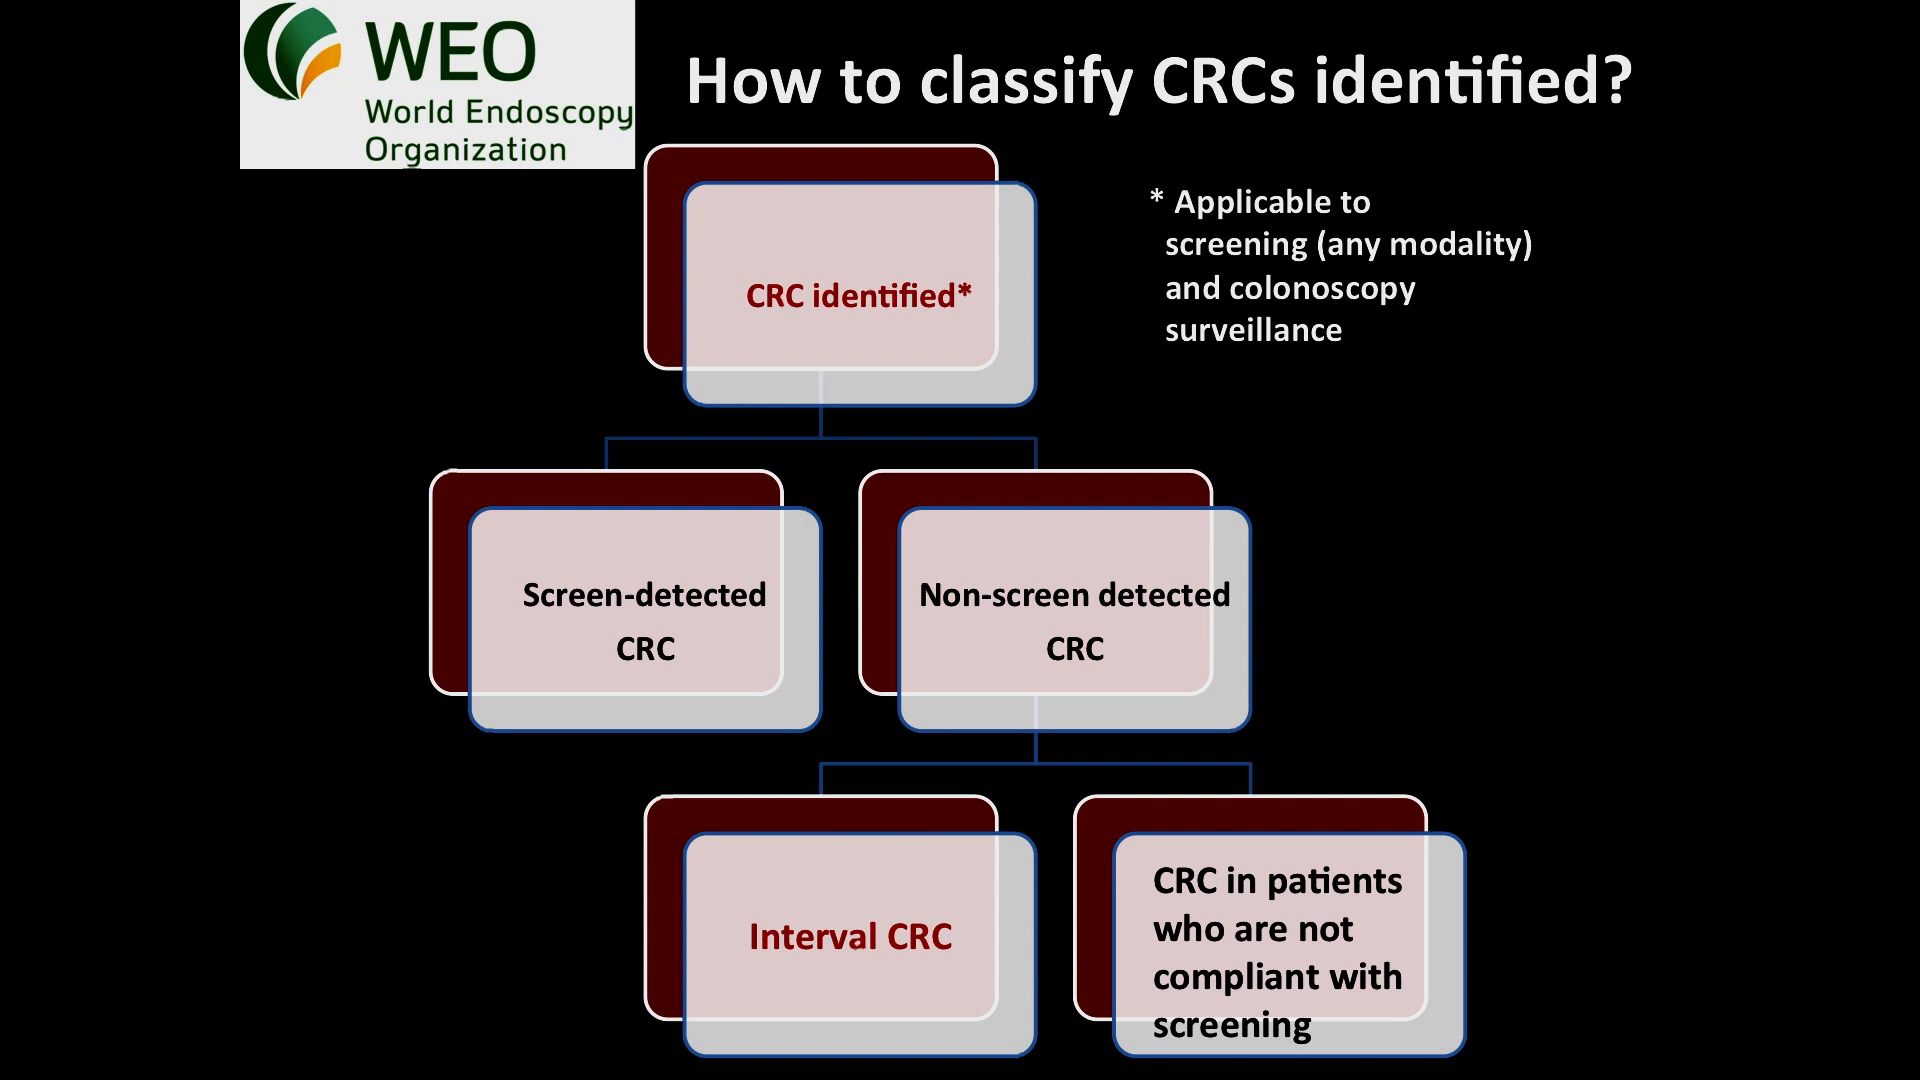 WEO
World Endoscopy
Organization
How to classify CRCs identified?
* Applicable to
screening (any modality)
and colonoscopy
surveillance
CRC identified*
Screen-detected
CRC
Non-screen detected
CRC
Interval CRC
CRC in patients
who are not
compliant with
screening